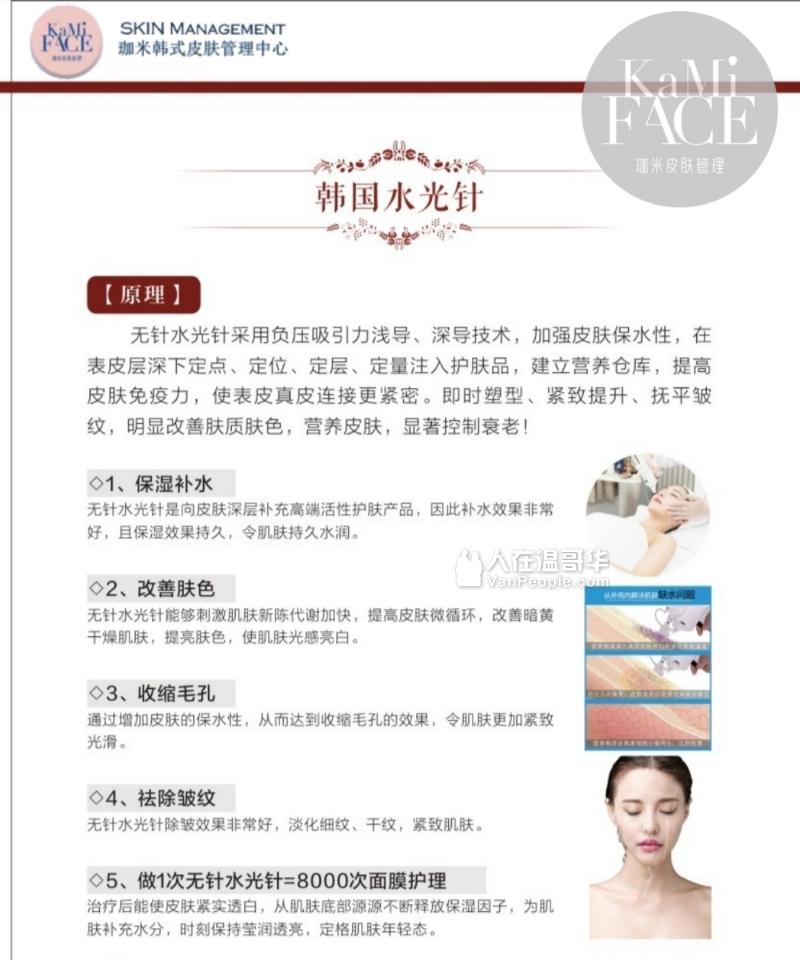 KaMi
FACE
珈米皮肤管理
SKIN MANAGEMENT
珈米韩式皮肤管理中心
KaMi
FACE
珈米皮肤管理
韩国水光针
【原理】
无针水光针采用负压吸引力浅导、深导技术，加强皮肤保水性，在
表皮层深下定点、定位、定层、定量注入护肤品，建立营养仓库，提高
皮肤免疫力，使表皮真皮连接更紧密。即时塑型、紧致提升、抚平皱
纹，明显改善肤质肤色，营养皮肤，显著控制衰老！
◇1、保湿补水
无针水光针是向皮肤深层补充高端活性护肤产品，因此补水效果非常
好，且保湿效果持久，令肌肤持久水润。
人在温哥华
VanPeople.com
◇2、改善肤色
无针水光针能够刺激肌肤新陈代谢加快，提高皮肤微循环，改善暗黄
干燥肌肤，提亮肤色，使肌肤光感亮白。
从外而内解决肌肤缺水问题
◇3、收缩毛孔
通过增加皮肤的保水性，从而达到收缩毛孔的效果，令肌肤更加紧致
光滑。
◇4、祛除皱纹
无针水光针除皱效果非常好，淡化细纹、干纹，紧致肌肤。
◇5、做1次无针水光针=8000次面膜护理
治疗后能使皮肤紧实透白，从肌肤底部源源不断释放保湿因子，为肌
肤补充水分，时刻保持莹润透亮，定格肌肤年轻态。